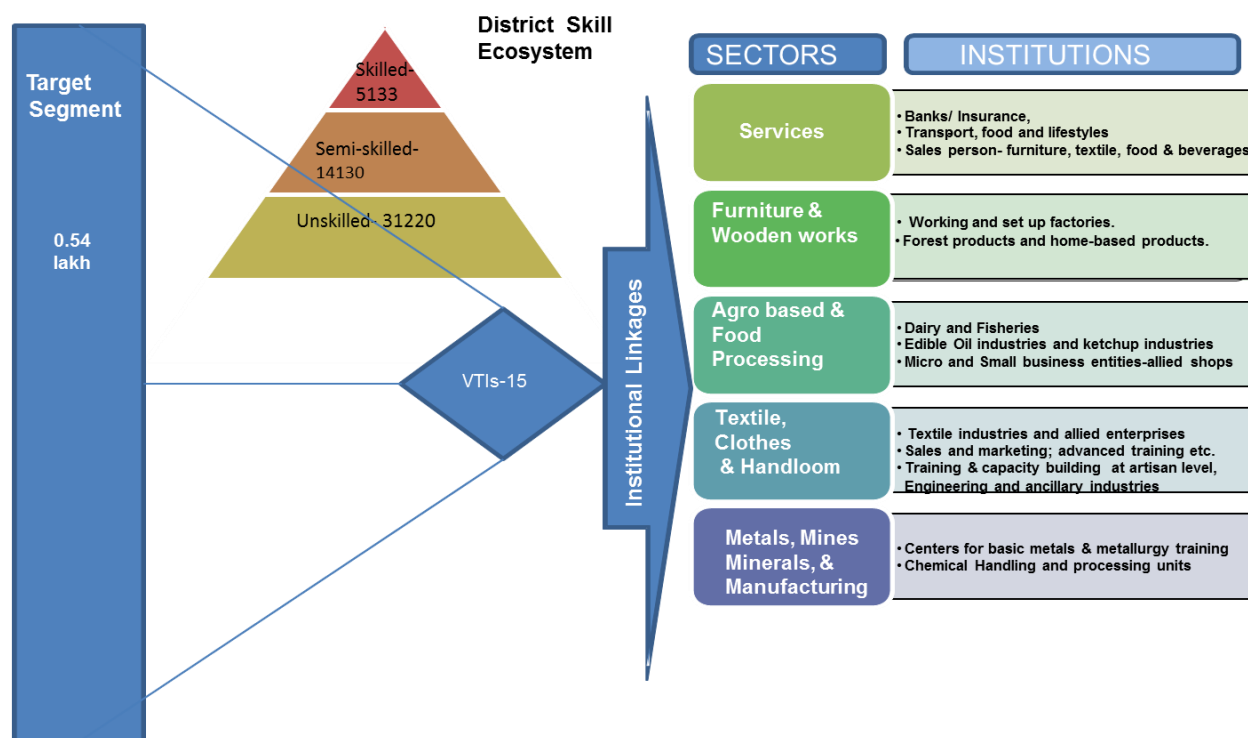 District Skill
Ecosystem
Target
Segment
0.54
lakh
Skilled-
5133
Semi-skilled-
14130
Unskilled- 31220
VTIs-15
Institutional Linkages
SECTORS
INSTITUTIONS
Services
• Banks/ Insurance,
• Transport, food and lifestyles
• Sales person- furniture, textile, food & beverages
Furniture &
Wooden works
• Working and set up factories.
• Forest products and home-based products.
Agro based &
Food
Processing
• Dairy and Fisheries
• Edible Oil industries and ketchup industries
• Micro and Small business entities-allied shops
Textile,
Clothes
& Handloom
• Textile industries and allied enterprises
• Sales and marketing; advanced training etc.
• Training & capacity building at artisan level,
Engineering and ancillary industries
Metals, Mines
Minerals, &
Manufacturing
• Centers for basic metals & metallurgy training
• Chemical Handling and processing units